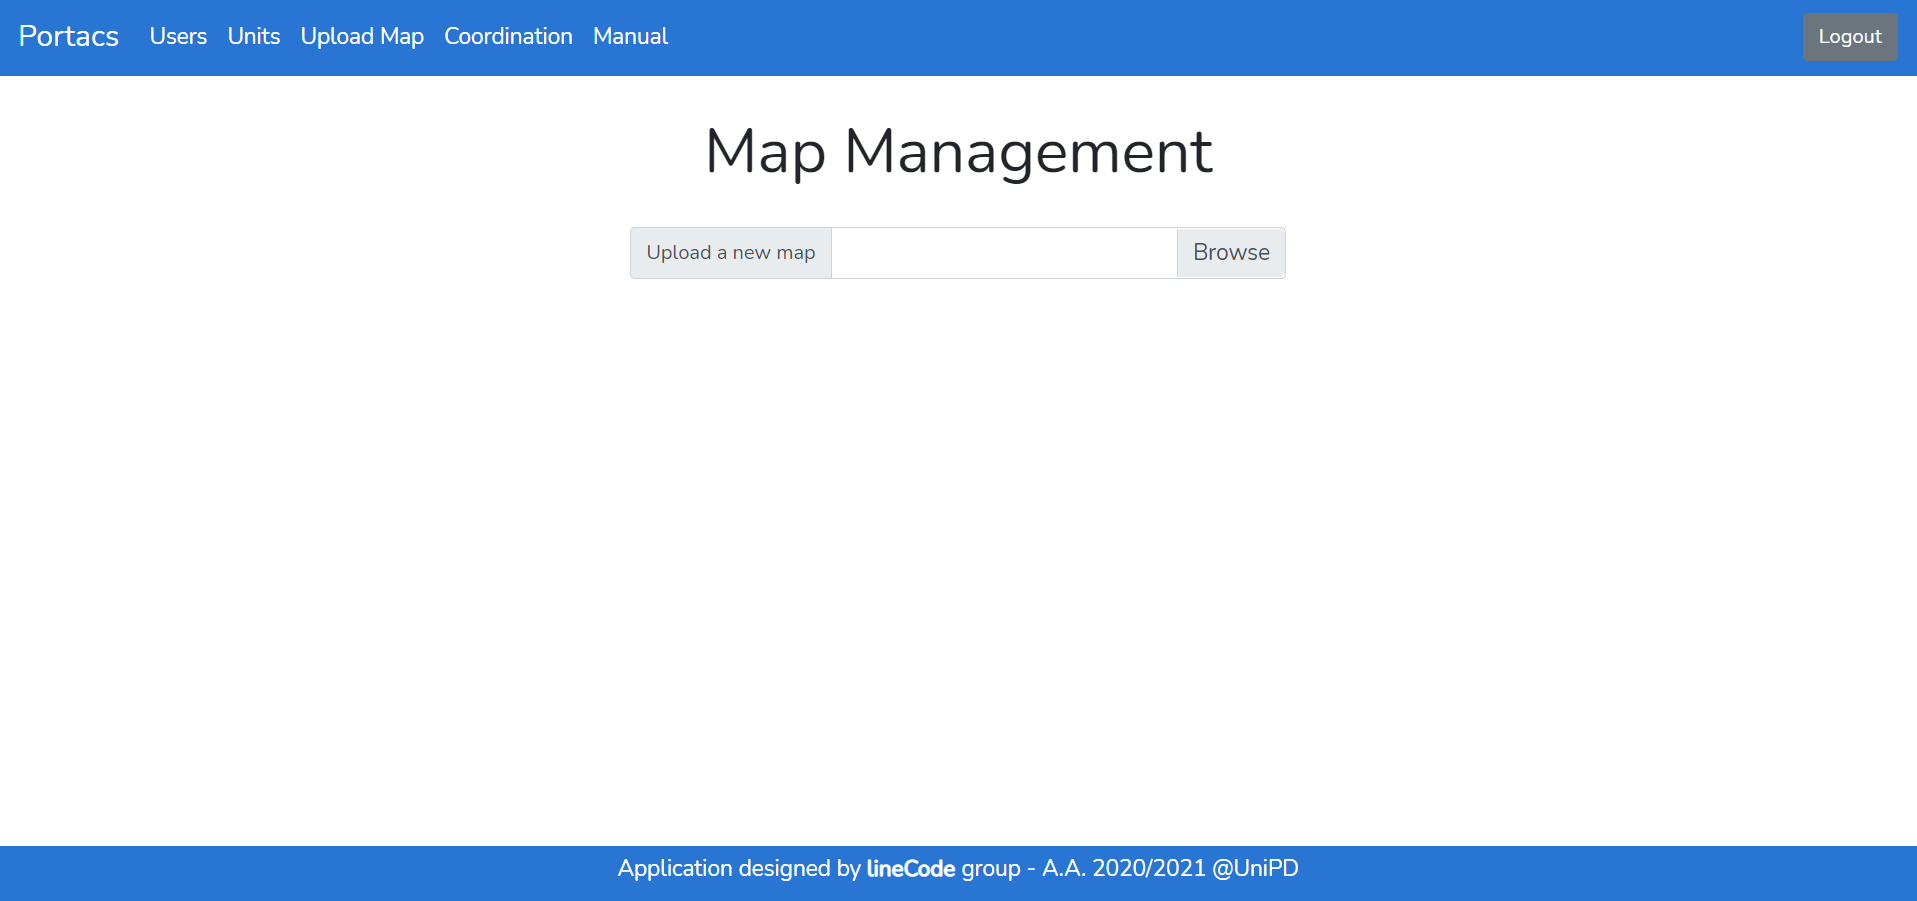 Portacs Users Units Upload Map Coordination Manual Logout
Map Management
Upload a new map Browse
Application designed by lineCode group - A.A. 2020/2021 @UniPD